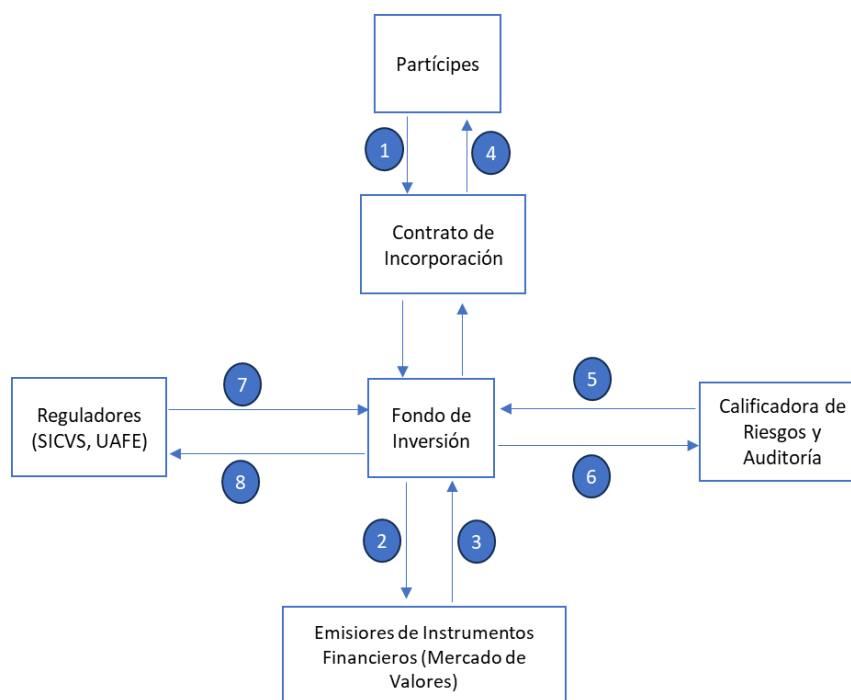 Partícipes
1
4
Contrato de
Incorporación
7
5
Reguladores
(SICVS, UAFE)
Fondo de
Inversión
Calificadora de
Riesgos y
Auditoría
8
6
2
3
Emisiores de Instrumentos
Financieros (Mercado de
Valores)